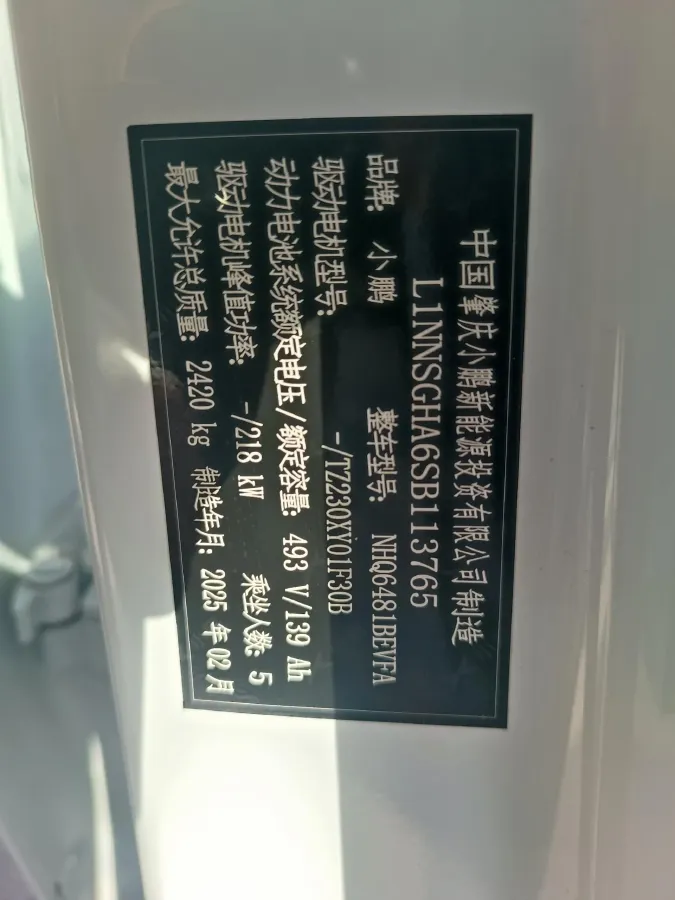 中国肇庆小鹏新能源投资有限公司制造
L1NNSGHA6SB113765
品牌: 小鹏 整车型号: NHQ6481BEVFA
驱动电机型号: -/TZ230XY01F30B
动力电池系统额定电压/额定容量: 493 V/139 Ah
驱动电机峰值功率: -/218 kW 乘坐人数: 5
最大允许总质量: 2420 kg 制造年月: 2025 年 02 月